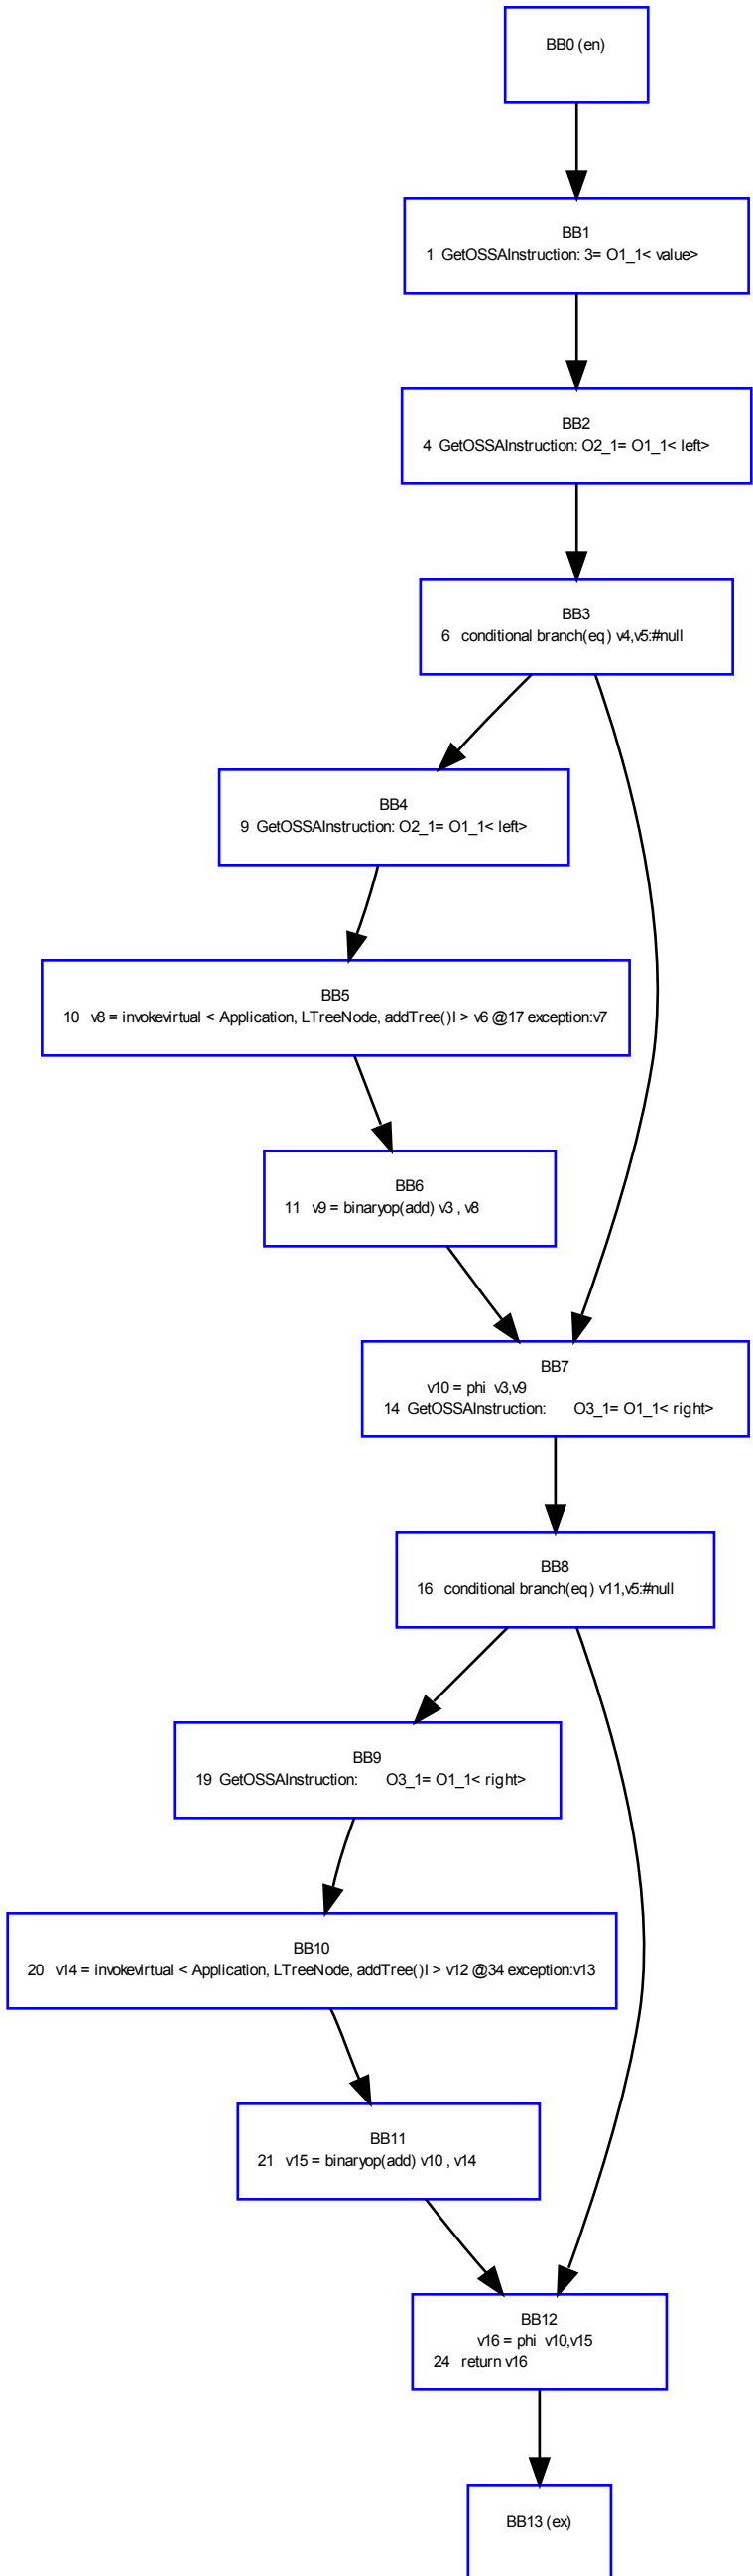 BB0 (en)
BB1
1 GetOSSAInstruction: 3= O1_1< value>
BB2
4 GetOSSAInstruction: O2_1= O1_1< left>
BB3
6 conditional branch(eq) v4,v5:#null
BB4
9 GetOSSAInstruction: O2_1= O1_1< left>
BB5
10 v8 = invokevirtual < Application, LTreeNode, addTree()I > v6 @17 exception:v7
BB6
11 v9 = binaryop(add) v3 , v8
BB7
v10 = phi v3,v9
14 GetOSSAInstruction: O3_1= O1_1< right>
BB8
16 conditional branch(eq) v11,v5:#null
BB9
19 GetOSSAInstruction: O3_1= O1_1< right>
BB10
20 v14 = invokevirtual < Application, LTreeNode, addTree()I > v12 @34 exception:v13
BB11
21 v15 = binaryop(add) v10 , v14
BB12
v16 = phi v10,v15
24 return v16
BB13 (ex)